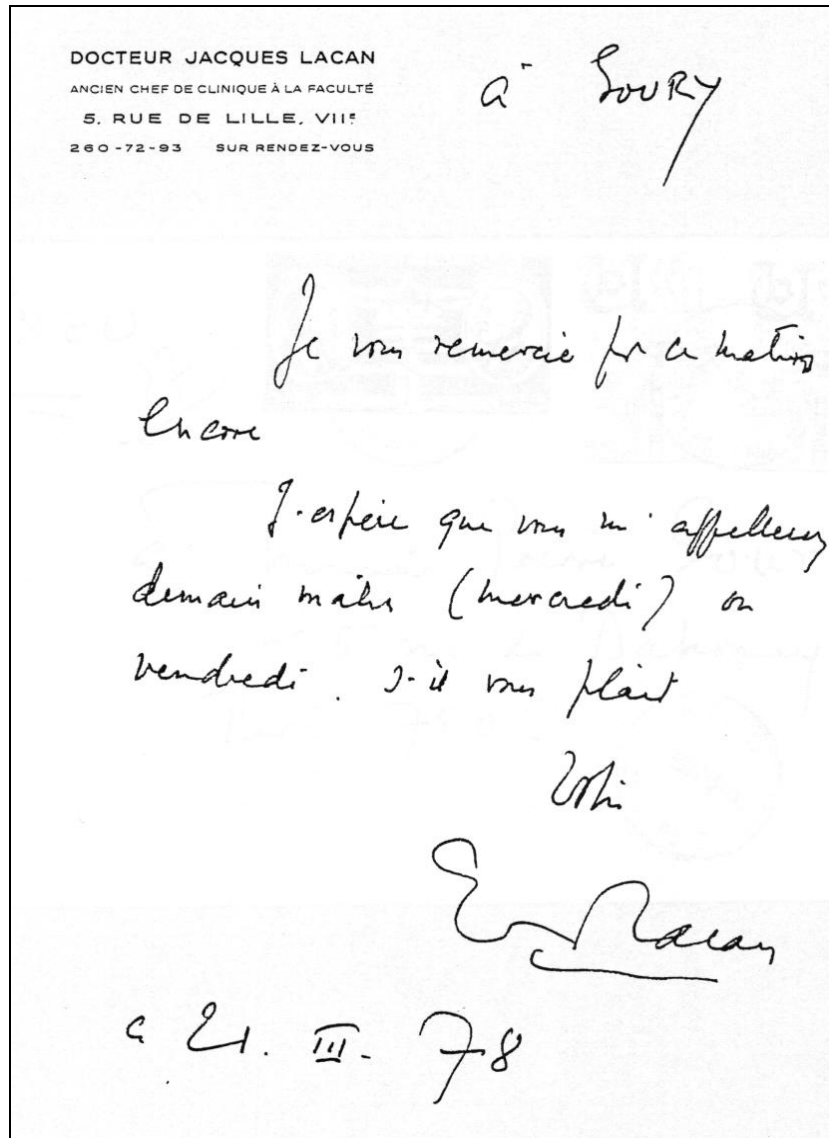 DOCTEUR JACQUES LACAN
ANCIEN CHEF DE CLINIQUE À LA FACULTÉ
5, RUE DE LILLE, VIIE
260-72-93 SUR RENDEZ-VOUS
à SOURY
Je vous remercie pour ce matin
Encore
J'espère que vous m'appellerez
demain matin (mercredi) ou
vendredi. s'il vous plait
Votre
Lacan
ce 21. III. 78